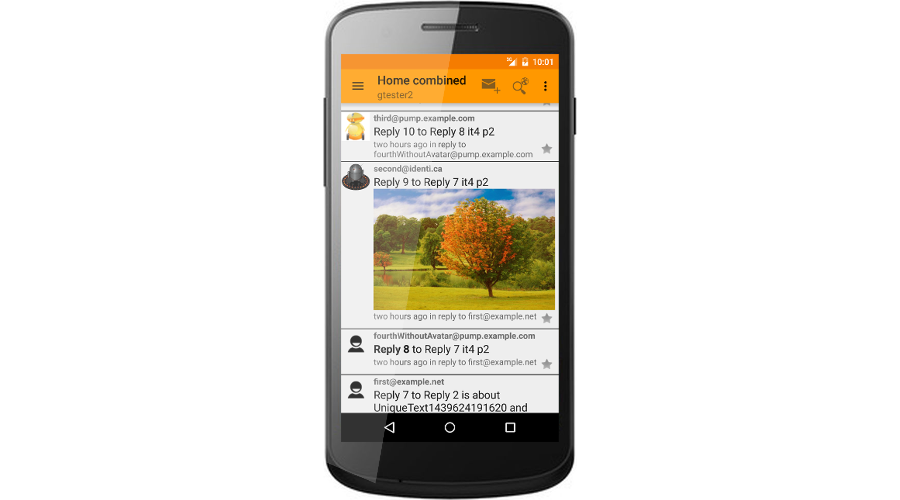 10:01
Home combined
gtester2
third@pump.example.com
Reply 10 to Reply 8 it4 p2
two hours ago in reply to
fourthWithoutAvatar@pump.example.com
second@identi.ca
Reply 9 to Reply 7 it4 p2
two hours ago in reply to first@example.net
fourthWithoutAvatar@pump.example.com
Reply 8 to Reply 7 it4 p2
two hours ago in reply to first@example.net
first@example.net
Reply 7 to Reply 2 is about
UniqueText1439624191620 and